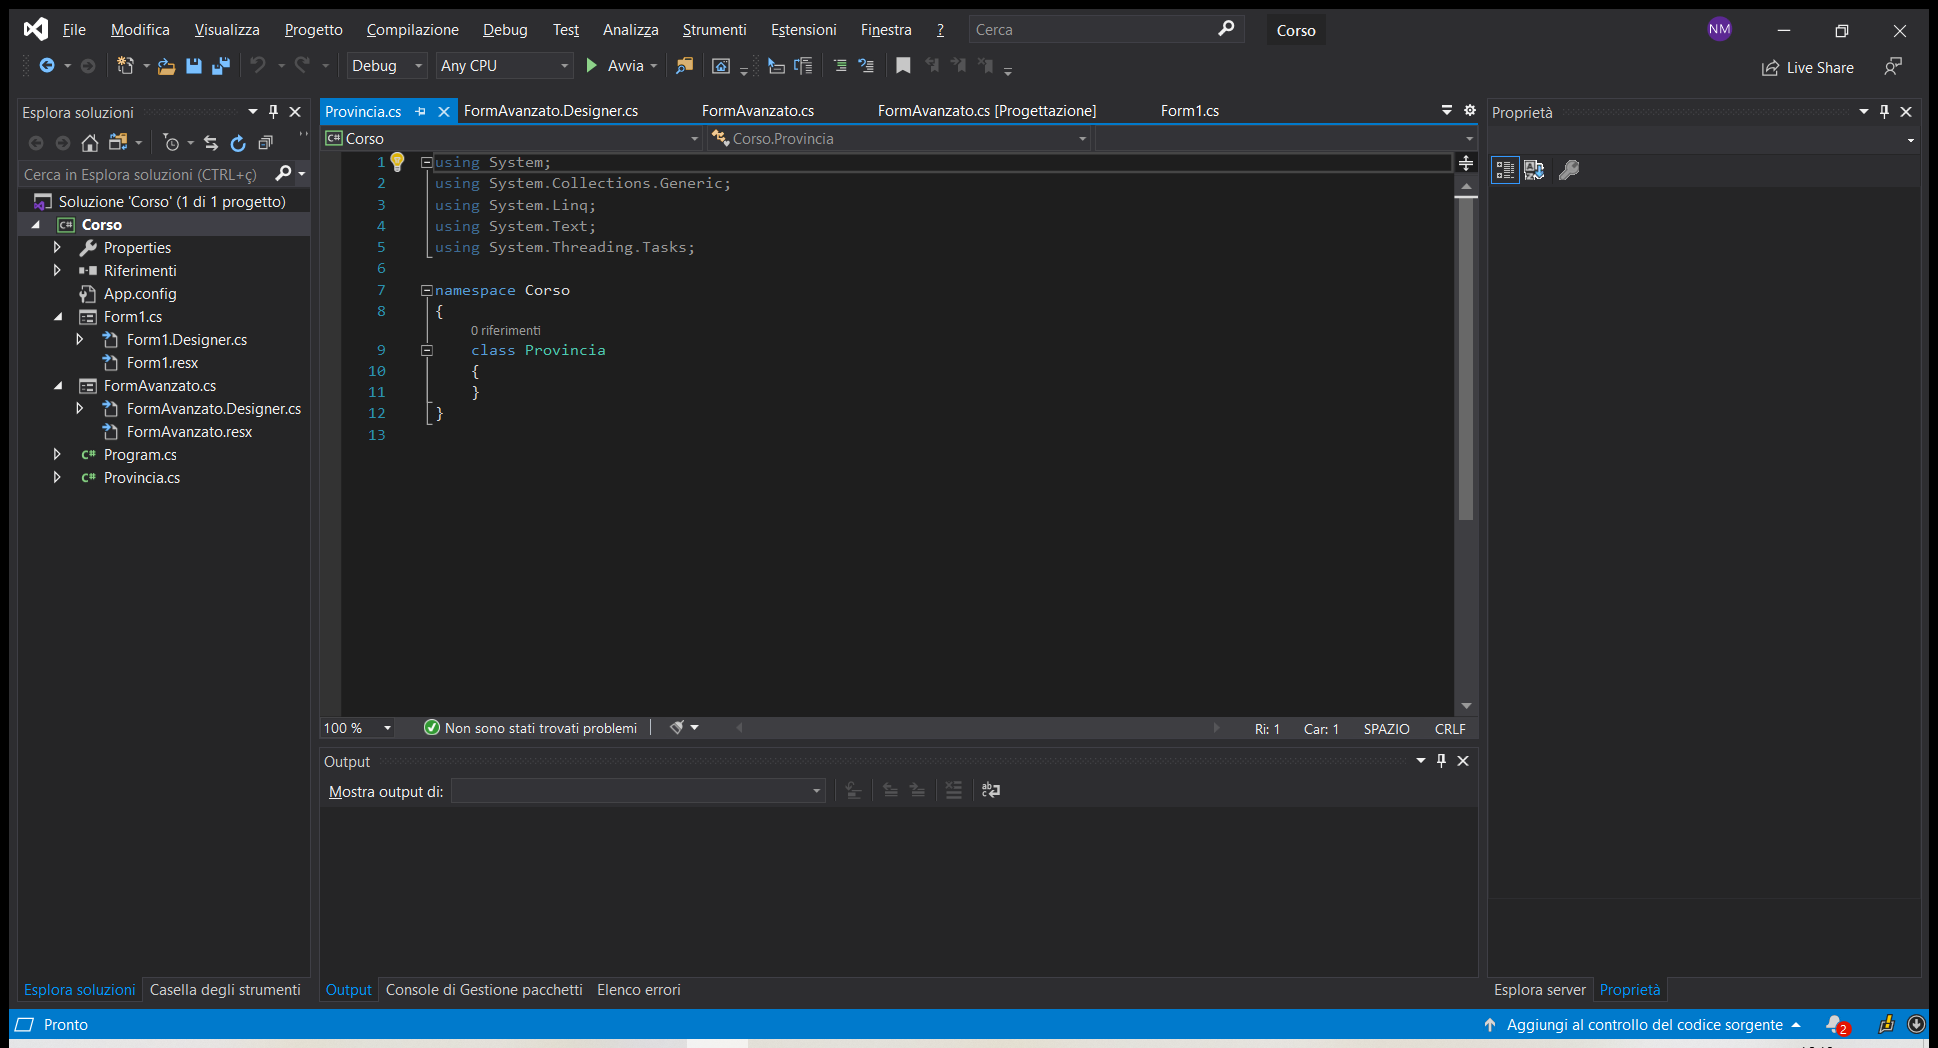 File Modifica Visualizza Progetto Compilazione Debug Test Analizza Strumenti Estensioni Finestra ? Cerca Corso NM
Debug Any CPU Avvia Live Share
Esplora soluzioni
Cerca in Esplora soluzioni (CTRL+ç)
Soluzione 'Corso' (1 di 1 progetto)
C# Corso
Properties
Riferimenti
App.config
Form1.cs
Form1.Designer.cs
Form1.resx
FormAvanzato.cs
FormAvanzato.Designer.cs
FormAvanzato.resx
C# Program.cs
C# Provincia.cs
Esplora soluzioni Casella degli strumenti
Provincia.cs FormAvanzato.Designer.cs FormAvanzato.cs FormAvanzato.cs [Progettazione] Form1.cs
C# Corso Corso.Provincia
1 using System;
2 using System.Collections.Generic;
3 using System.Linq;
4 using System.Text;
5 using System.Threading.Tasks;
6
7 namespace Corso
8 {
0 riferimenti
9 class Provincia
10 {
11 }
12 }
13
100 % Non sono stati trovati problemi Ri: 1 Car: 1 SPAZIO CRLF
Output
Mostra output di:
Output Console di Gestione pacchetti Elenco errori
Proprietà
Esplora server Proprietà
Pronto Aggiungi al controllo del codice sorgente 2